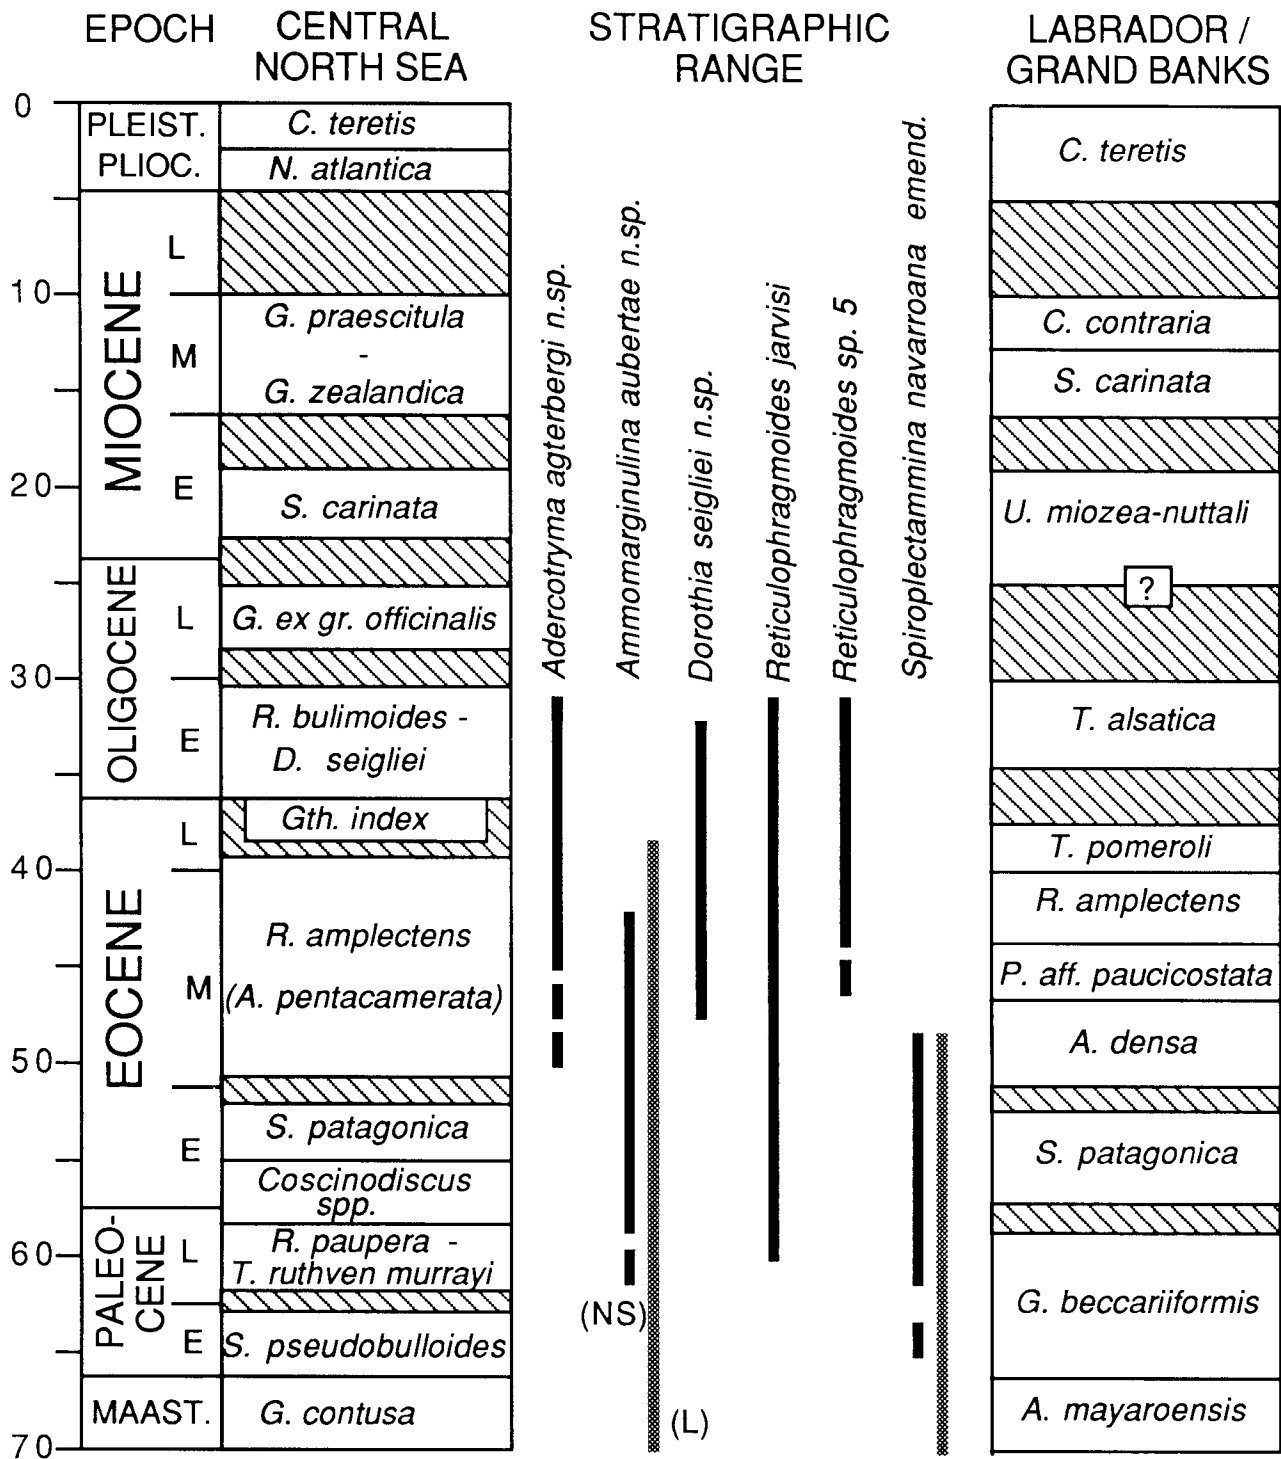 EPOCH
CENTRAL
NORTH SEA
STRATIGRAPHIC
RANGE
LABRADOR /
GRAND BANKS
0
10
20
30
40
50
60
70
PLEIST.
PLIOC.
MIOCENE
L
M
E
OLIGOCENE
L
E
EOCENE
L
M
E
PALEO-
CENE
L
E
MAAST.
C. teretis
N. atlantica
G. praescitula
-
G. zealandica
S. carinata
G. ex gr. officinalis
R. bulimoides -
D. seigliei
Gth. index
R. amplectens
(A. pentacamerata)
S. patagonica
Coscinodiscus
spp.
R. paupera -
T. ruthven murrayi
S. pseudobulloides
G. contusa
Adercotryma agterbergi n.sp.
Ammomarginulina aubertae n.sp.
Dorothia seigliei n.sp.
Reticulophragmoides jarvisi
Reticulophragmoides sp. 5
Spiroplectammina navarroana emend.
(NS)
(L)
C. teretis
C. contraria
S. carinata
U. miozea-nuttali
?
T. alsatica
T. pomeroli
R. amplectens
P. aff. paucicostata
A. densa
S. patagonica
G. beccariiformis
A. mayaroensis